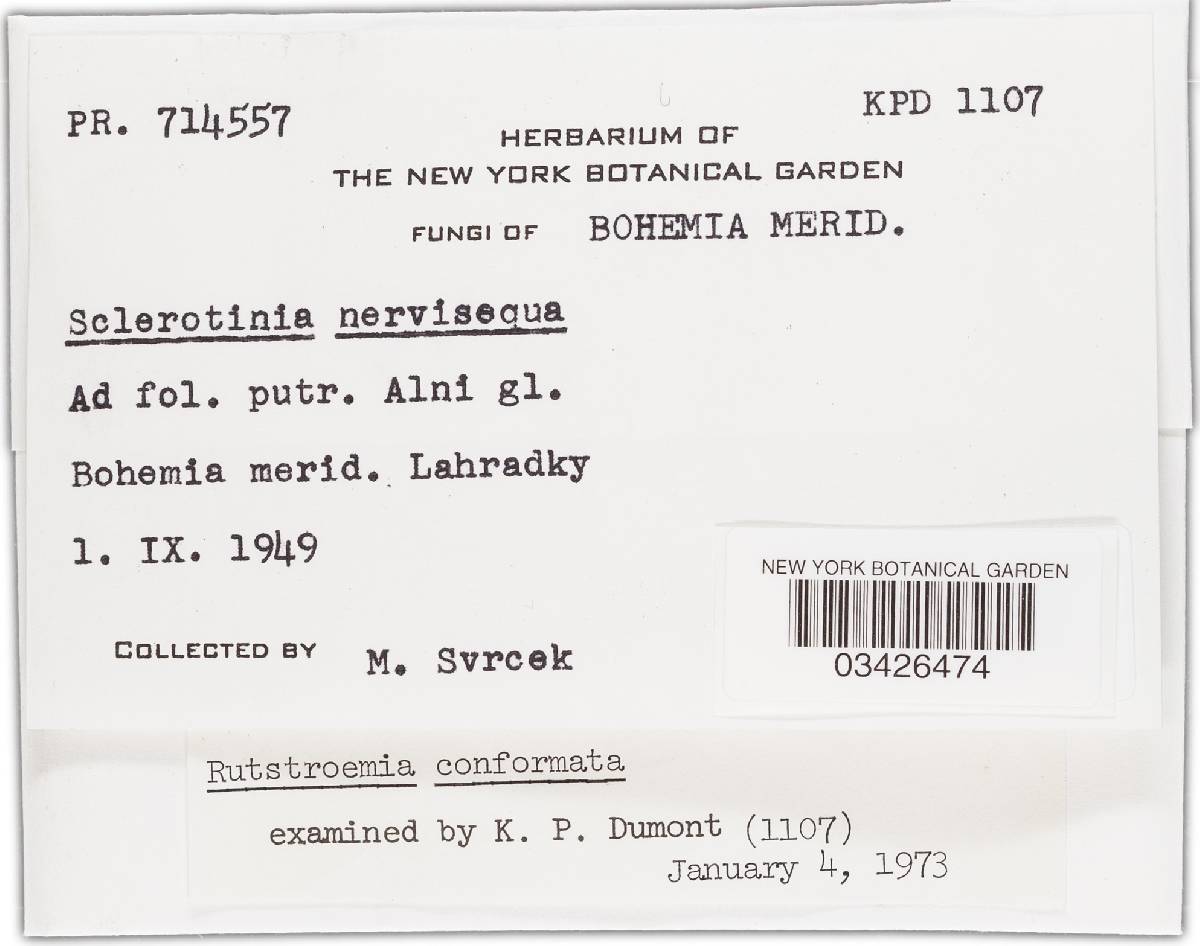 PR. 714557
KPD 1107
HERBARIUM OF
THE NEW YORK BOTANICAL GARDEN
FUNGI OF BOHEMIA MERID.
Sclerotinia nervisequa
Ad fol. putr. Alni gl.
Bohemia merid. Lahradky
1. IX. 1949
COLLECTED BY M. Svrcek
NEW YORK BOTANICAL GARDEN
03426474
Rutstroemia conformata
examined by K. P. Dumont (1107)
January 4, 1973